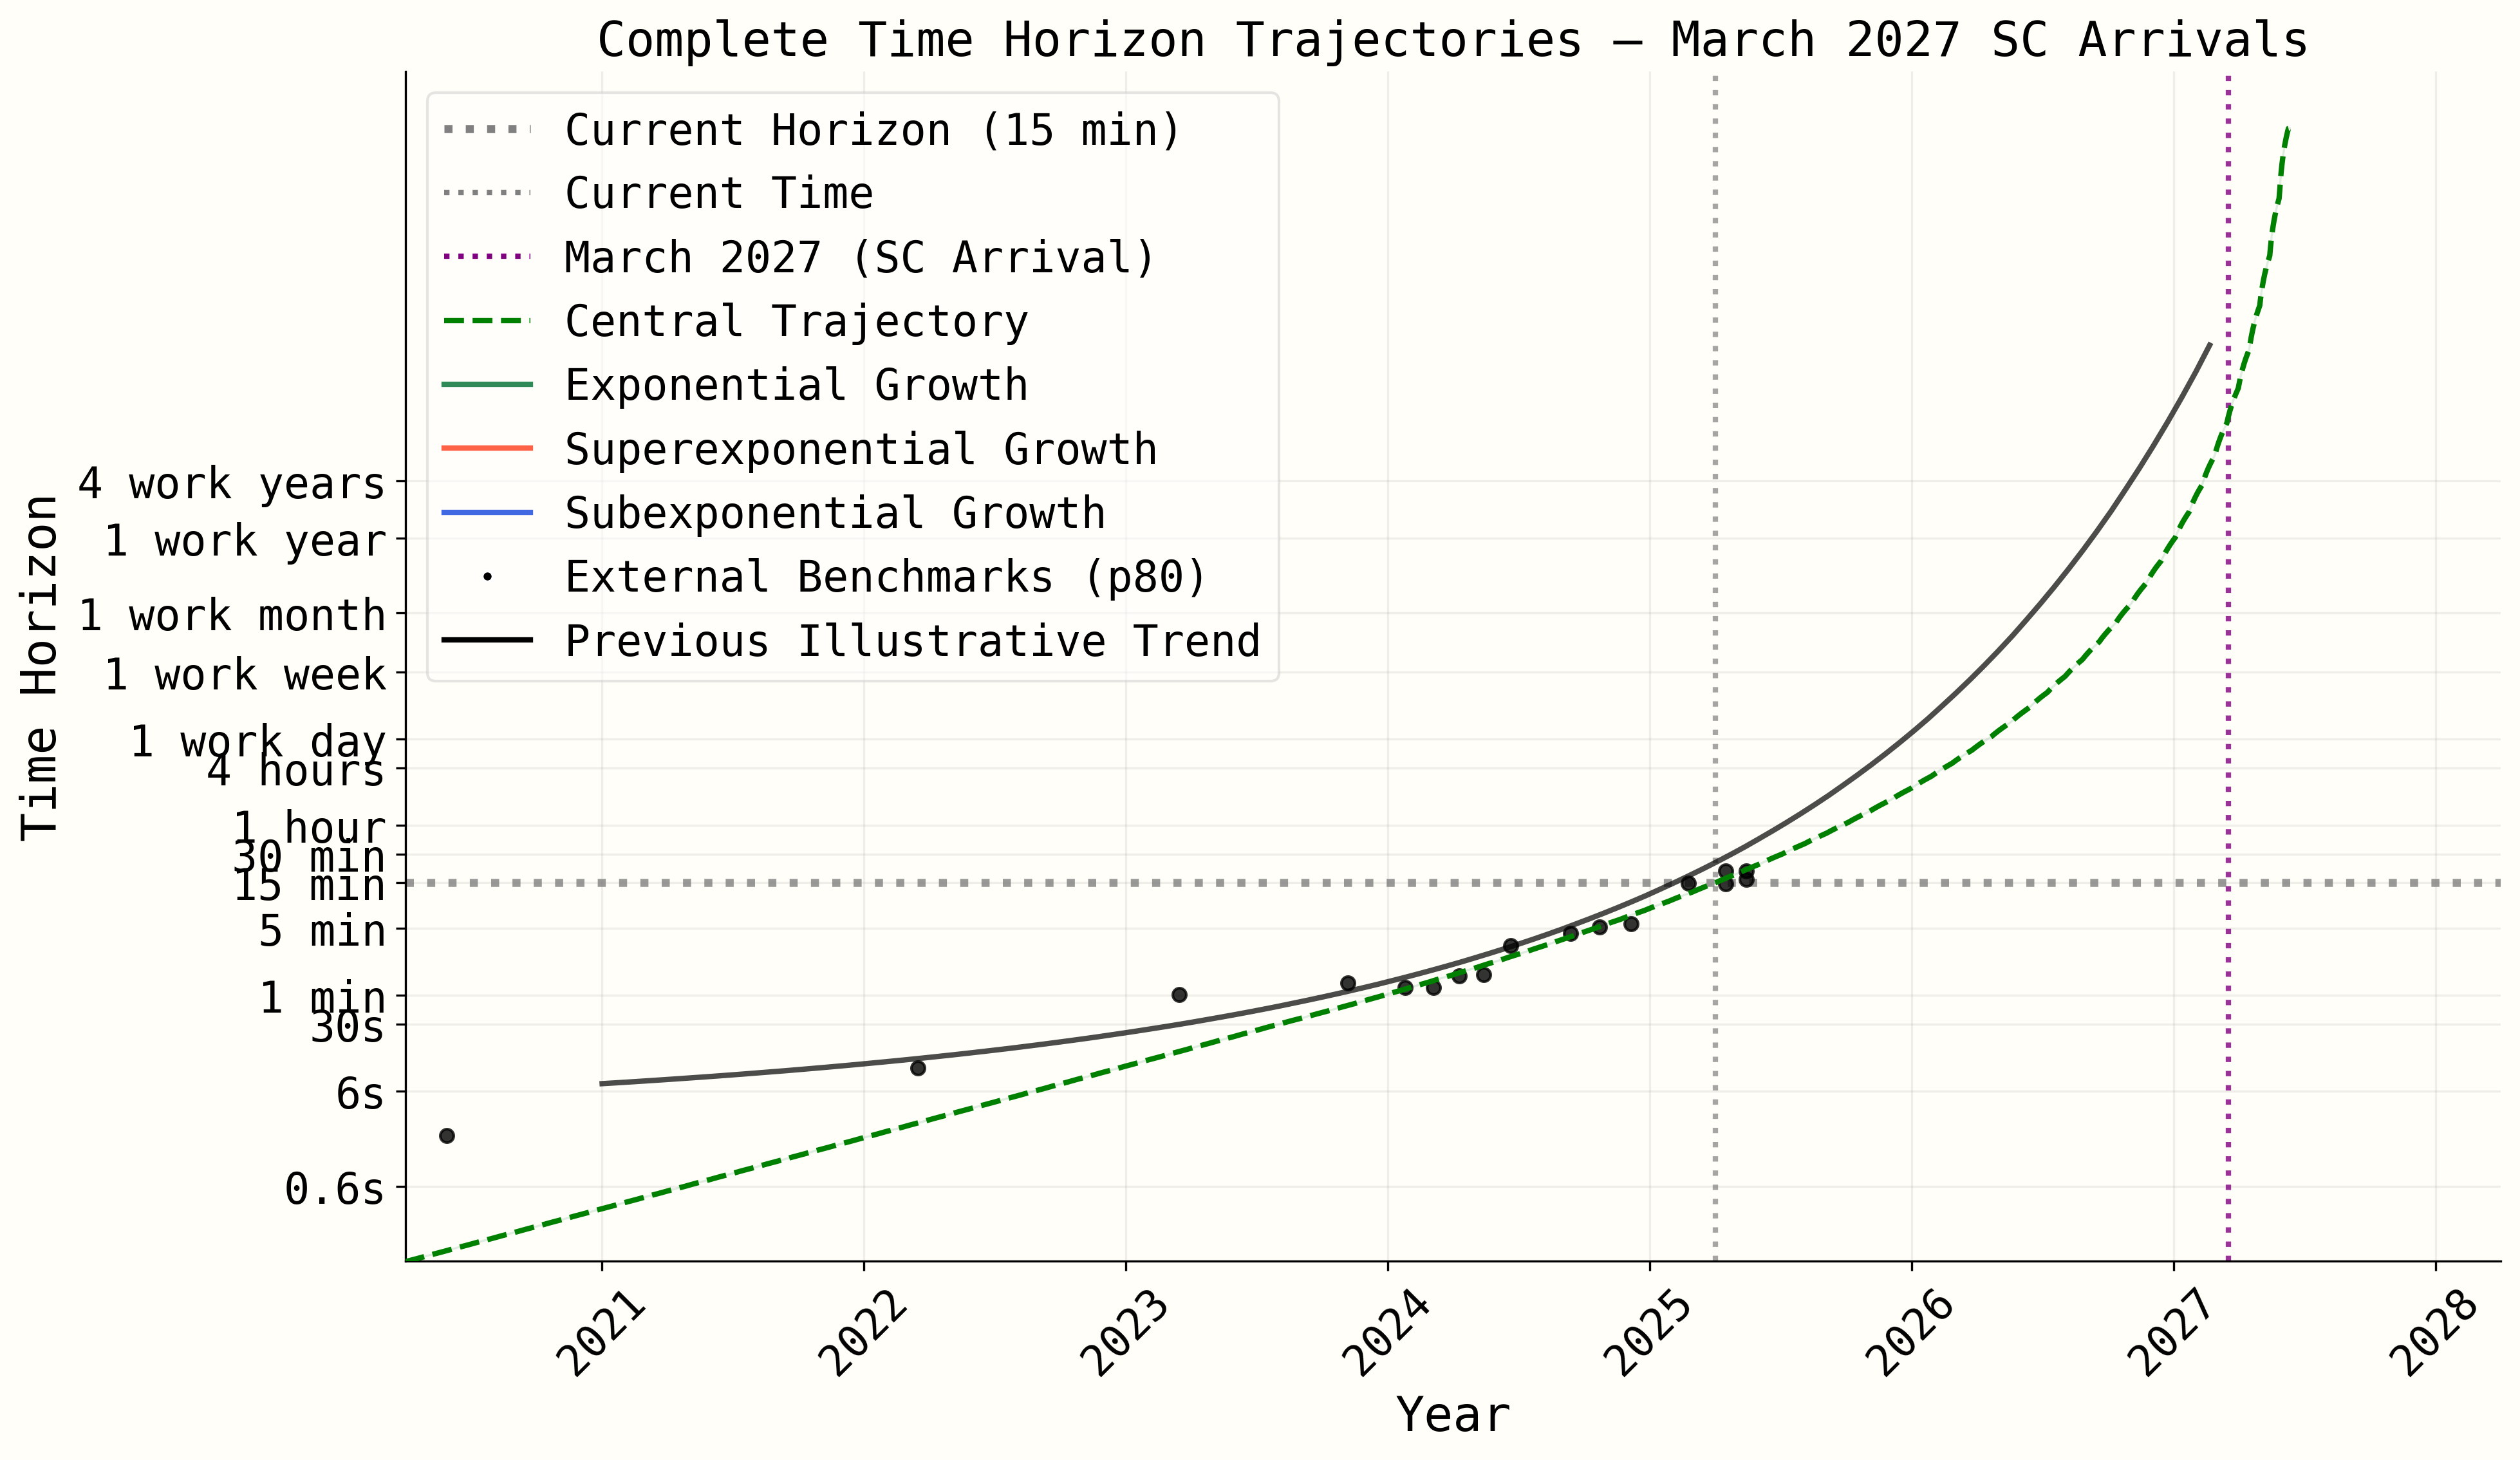 Complete Time Horizon Trajectories — March 2027 SC Arrivals
Current Horizon (15 min)
Current Time
March 2027 (SC Arrival)
Central Trajectory
Exponential Growth
Superexponential Growth
Subexponential Growth
External Benchmarks (p80)
Previous Illustrative Trend
Time Horizon
4 work years
1 work year
1 work month
1 work week
1 work day
4 hours
1 hour
30 min
15 min
5 min
1 min
30s
6s
0.6s
2021
2022
2023
2024
2025
2026
2027
2028
Year